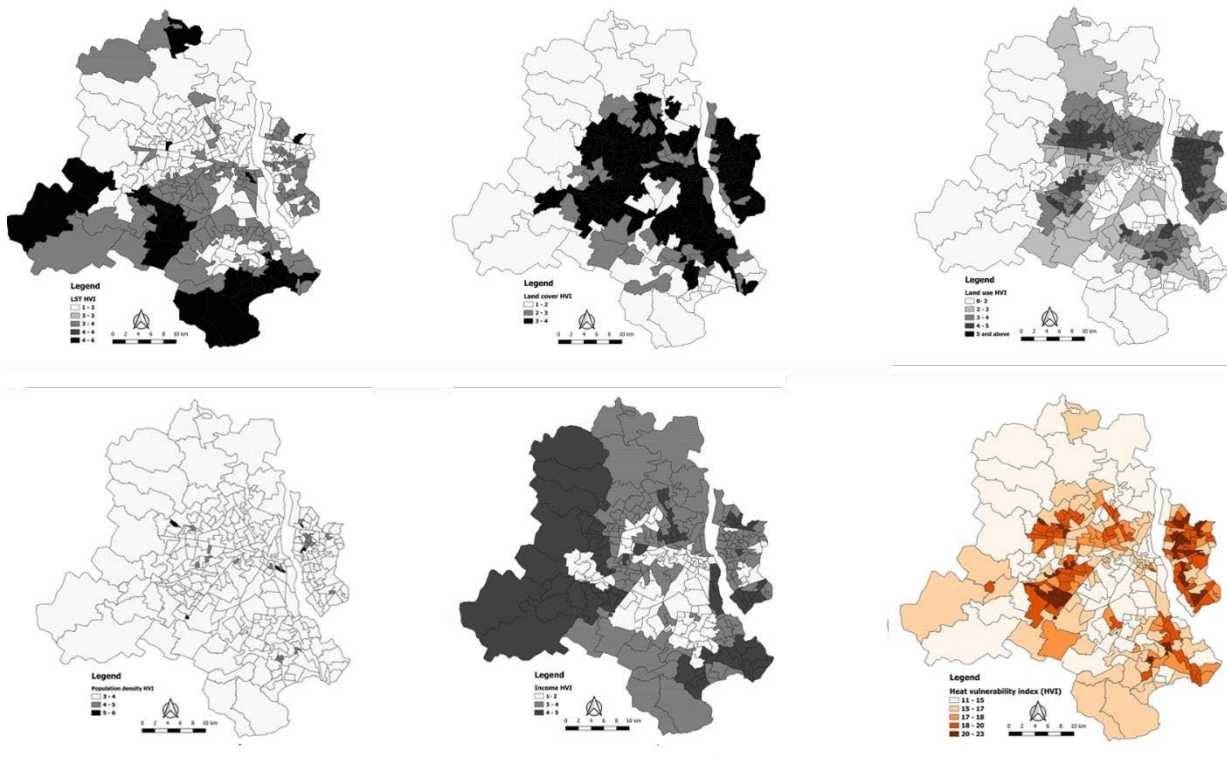 Legend
LST HVI
1 - 3
3 - 3
3 - 4
4 - 4
4 - 6
0 2 4 6 8 10 km
Legend
Land cover HVI
1 - 2
2 - 3
3 - 4
0 2 4 6 8 10 km
Legend
Land use HVI
0- 2
2 - 3
3 - 4
4 - 5
5 and above
0 2 4 6 8 10 km
Legend
Population density HVI
3 - 4
4 - 5
5 - 6
0 2 4 6 8 10 km
Legend
Income HVI
1- 2
3 - 4
4 - 5
0 2 4 6 8 10 km
Legend
Heat vulnerability index (HVI)
11 - 15
15 - 17
17 - 18
18 - 20
20 - 23
0 2 4 6 8 10 km